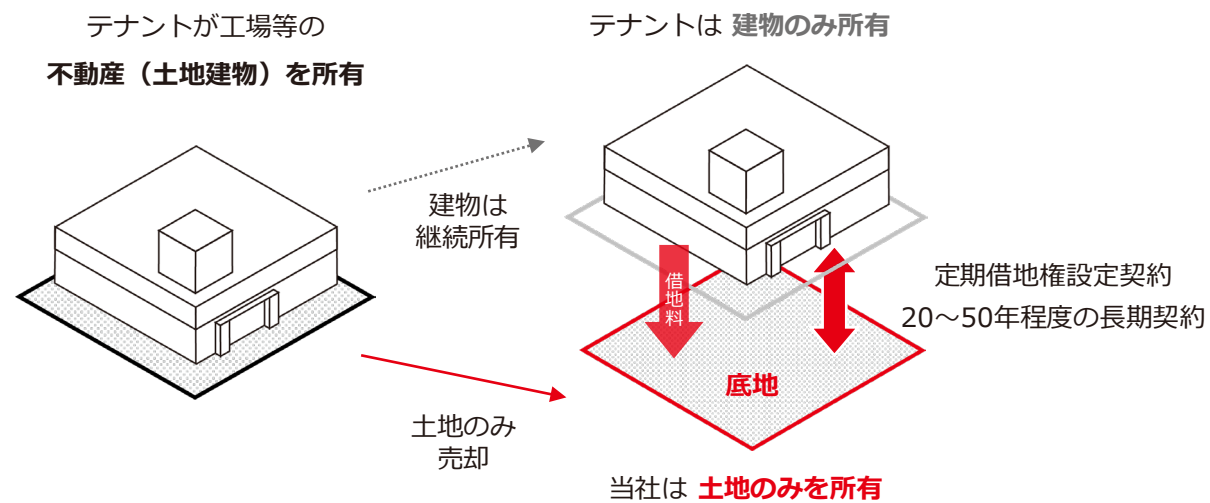 テナントが工場等の
不動産（土地建物）を所有
テナントは 建物のみ所有
建物は
継続所有
借地料
定期借地権設定契約
20～50年程度の長期契約
底地
土地のみ
売却
当社は 土地のみを所有